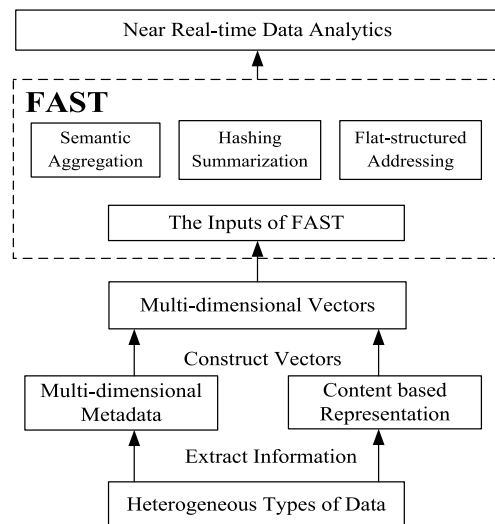 Near Real-time Data Analytics
FAST
Semantic
Aggregation
Hashing
Summarization
Flat-structured
Addressing
The Inputs of FAST
Multi-dimensional Vectors
Construct Vectors
Multi-dimensional
Metadata
Content based
Representation
Extract Information
Heterogeneous Types of Data